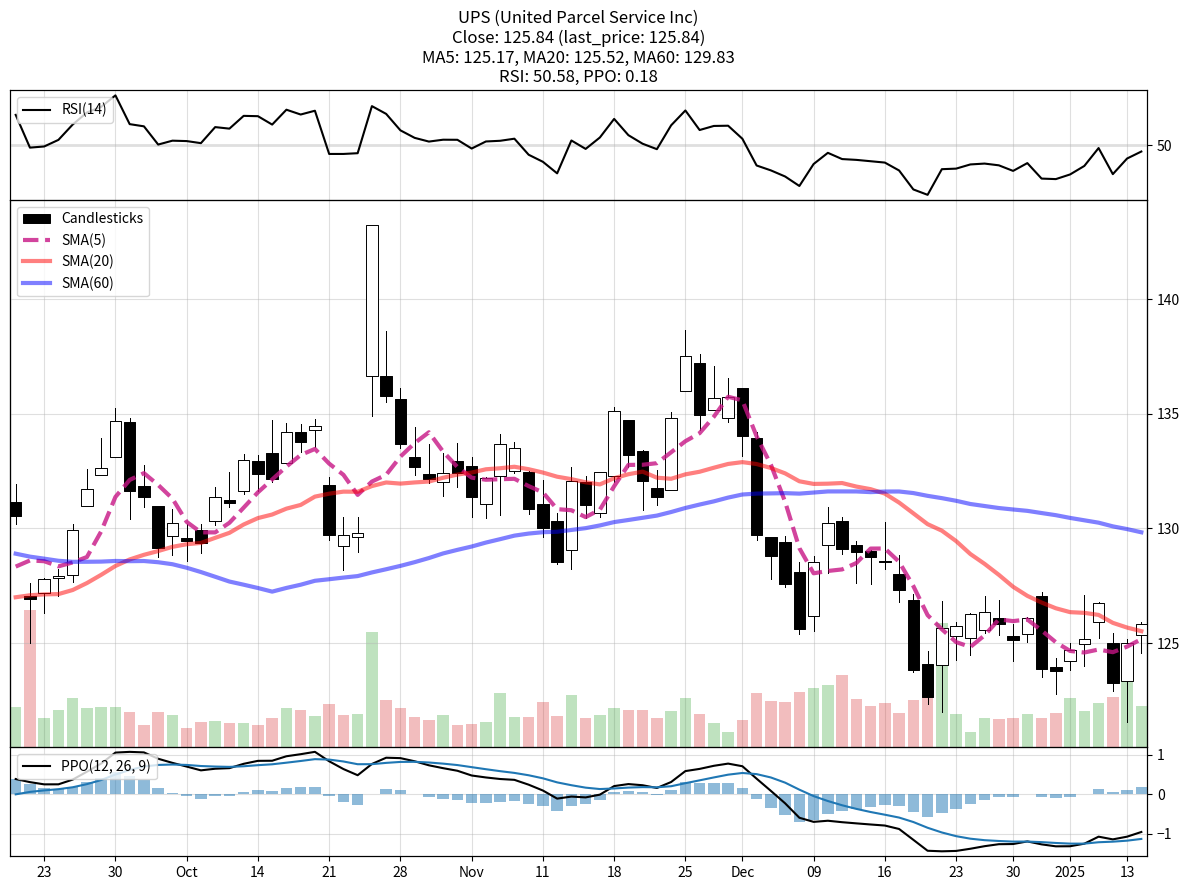 UPS (United Parcel Service Inc)
Close: 125.84 (last_price: 125.84)
MA5: 125.17, MA20: 125.52, MA60: 129.83
RSI: 50.58, PPO: 0.18
RSI(14)
50
Candlesticks
SMA(5)
SMA(20)
SMA(60)
140
135
130
125
PPO(12, 26, 9)
1
0
−1
23
30
Oct
14
21
28
Nov
11
18
25
Dec
09
16
23
30
2025
13